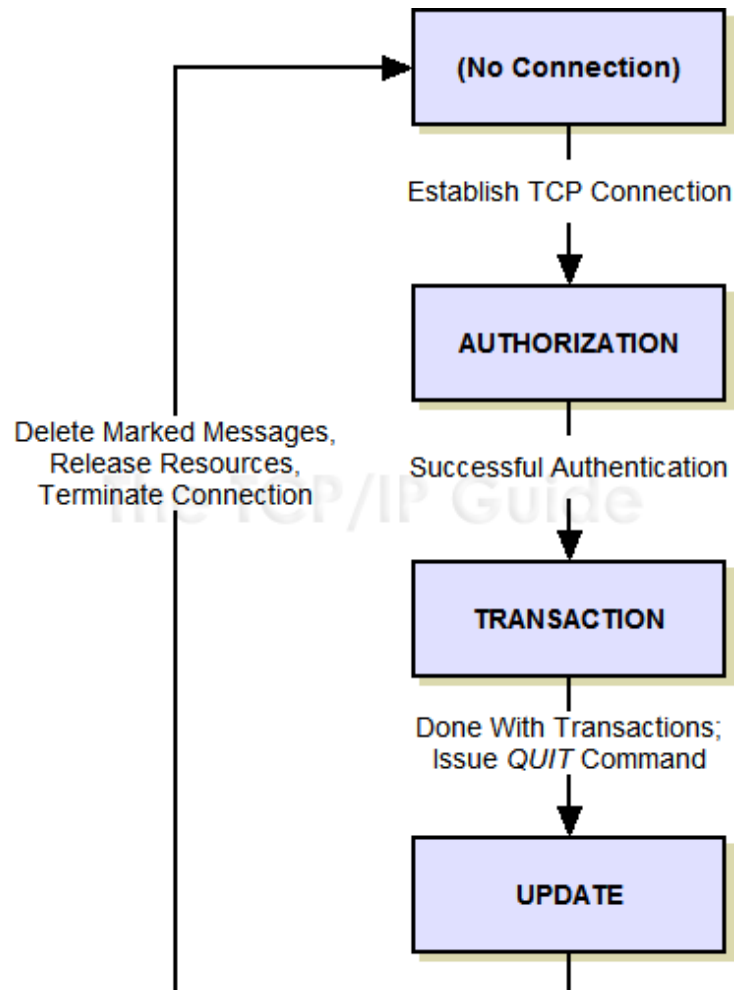 (No Connection)
Establish TCP Connection
AUTHORIZATION
Delete Marked Messages,
Release Resources,
Terminate Connection
Successful Authentication
The TCP/IP Guide
TRANSACTION
Done With Transactions;
Issue QUIT Command
UPDATE